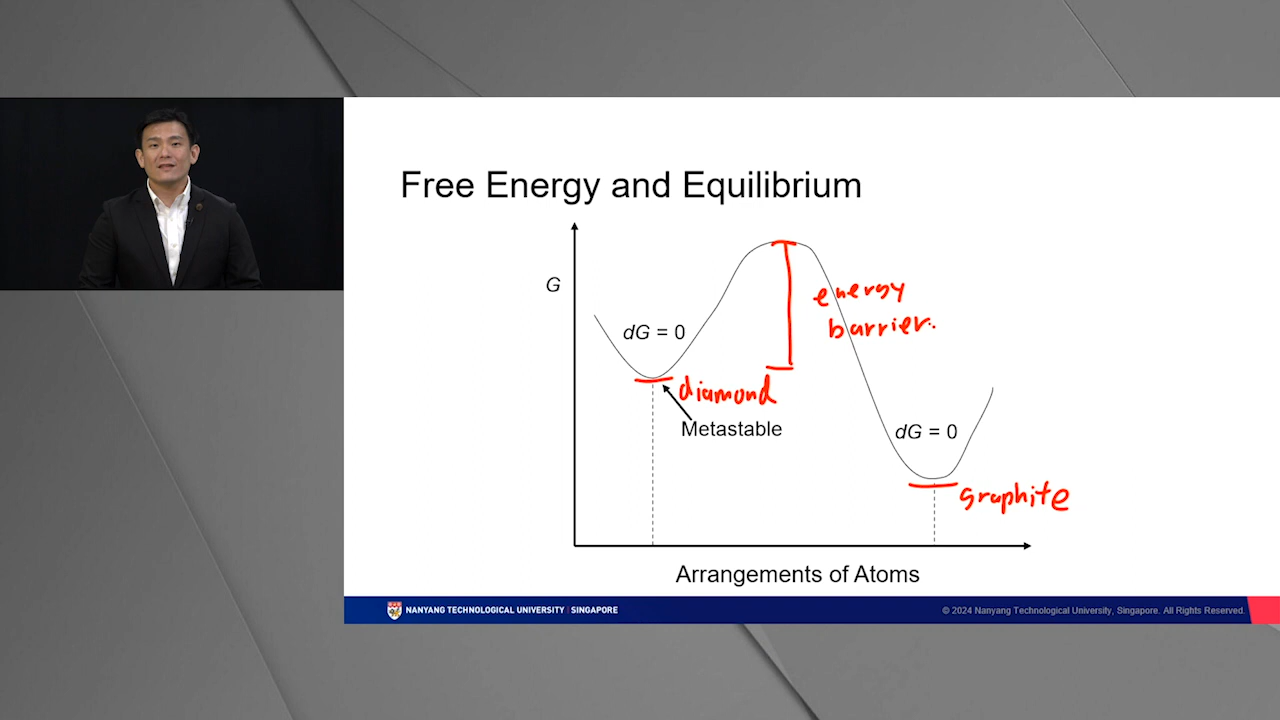 Free Energy and Equilibrium
G
dG = 0
energy
barrier.
diamond
Metastable
dG = 0
graphite
Arrangements of Atoms
NANYANG TECHNOLOGICAL UNIVERSITY | SINGAPORE
© 2024 Nanyang Technological University, Singapore. All Rights Reserved.